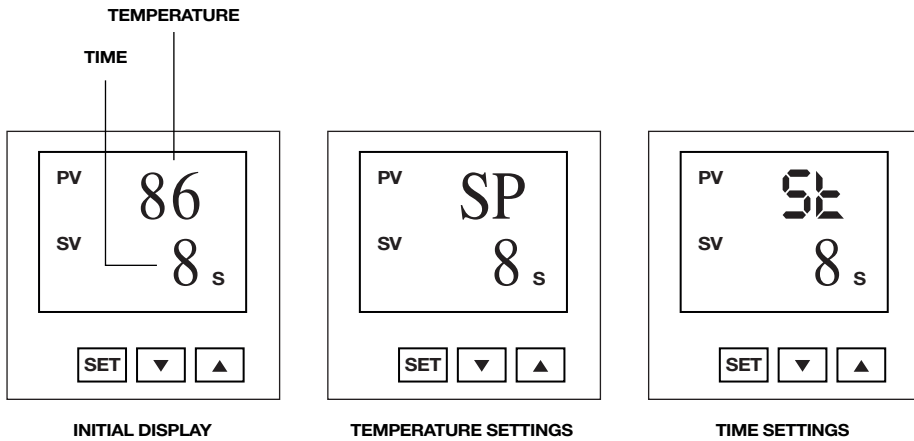 TEMPERATURE
TIME
PV 86
SV 8 S
SET ▼ ▲
INITIAL DISPLAY
PV SP
SV 8 S
SET ▼ ▲
TEMPERATURE SETTINGS
PV St
SV 8 S
SET ▼ ▲
TIME SETTINGS